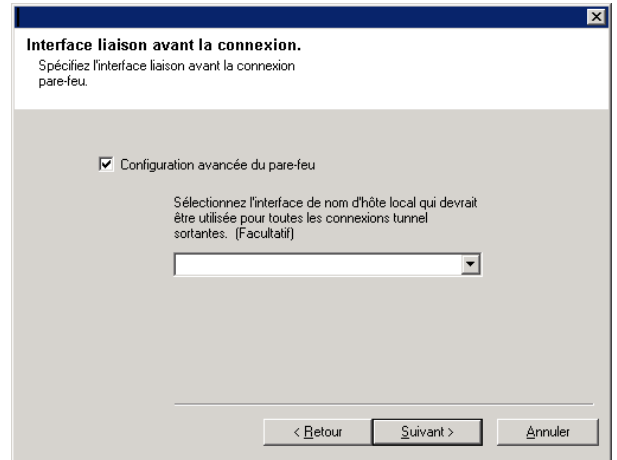 Interface liaison avant la connexion.
Spécifiez l'interface liaison avant la connexion
pare-feu.
Configuration avancée du pare-feu
Sélectionnez l'interface de nom d'hôte local qui devrait
être utilisée pour toutes les connexions tunnel
sortantes. (Facultatif)
< Retour
Suivant >
Annuler